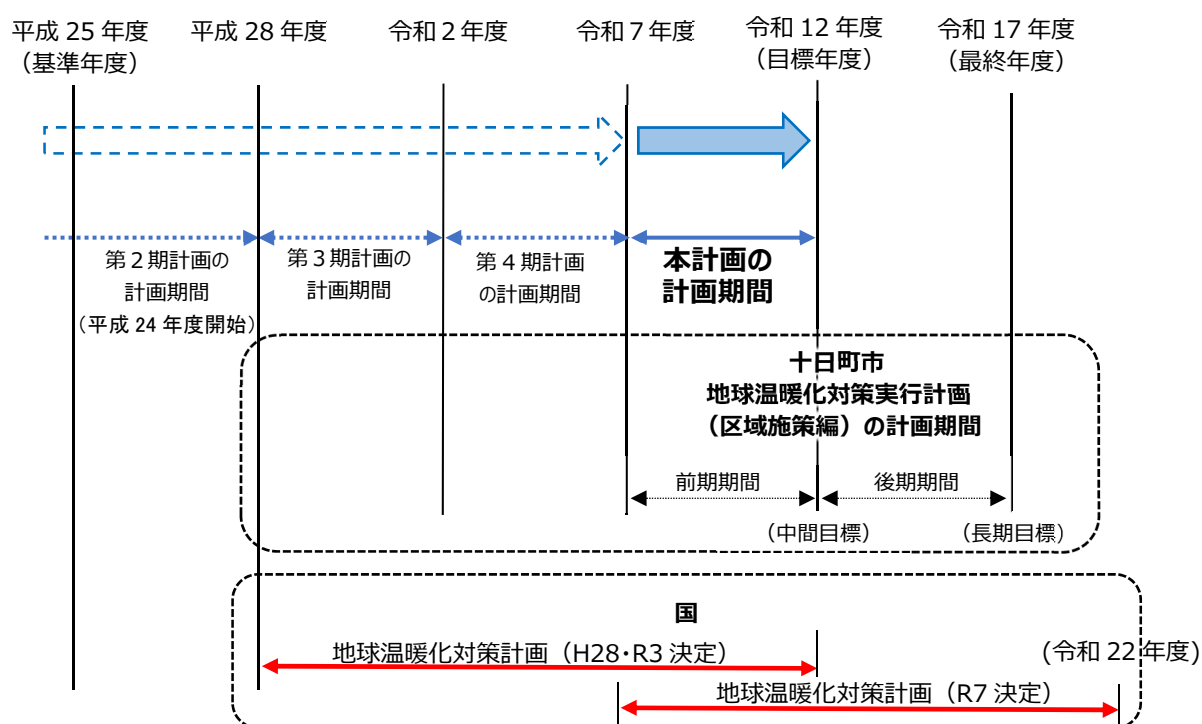 平成 25 年度
（基準年度）
平成 28 年度
令和２年度
令和７年度
令和 12 年度
（目標年度）
令和 17 年度
（最終年度）
第２期計画の
計画期間
（平成 24 年度開始）
第３期計画の
計画期間
第４期計画
の計画期間
本計画の
計画期間
十日町市
地球温暖化対策実行計画
（区域施策編）の計画期間
前期期間
後期期間
（中間目標）
（長期目標）
国
地球温暖化対策計画（H28・R3 決定）
(令和 22 年度)
地球温暖化対策計画（R7 決定）